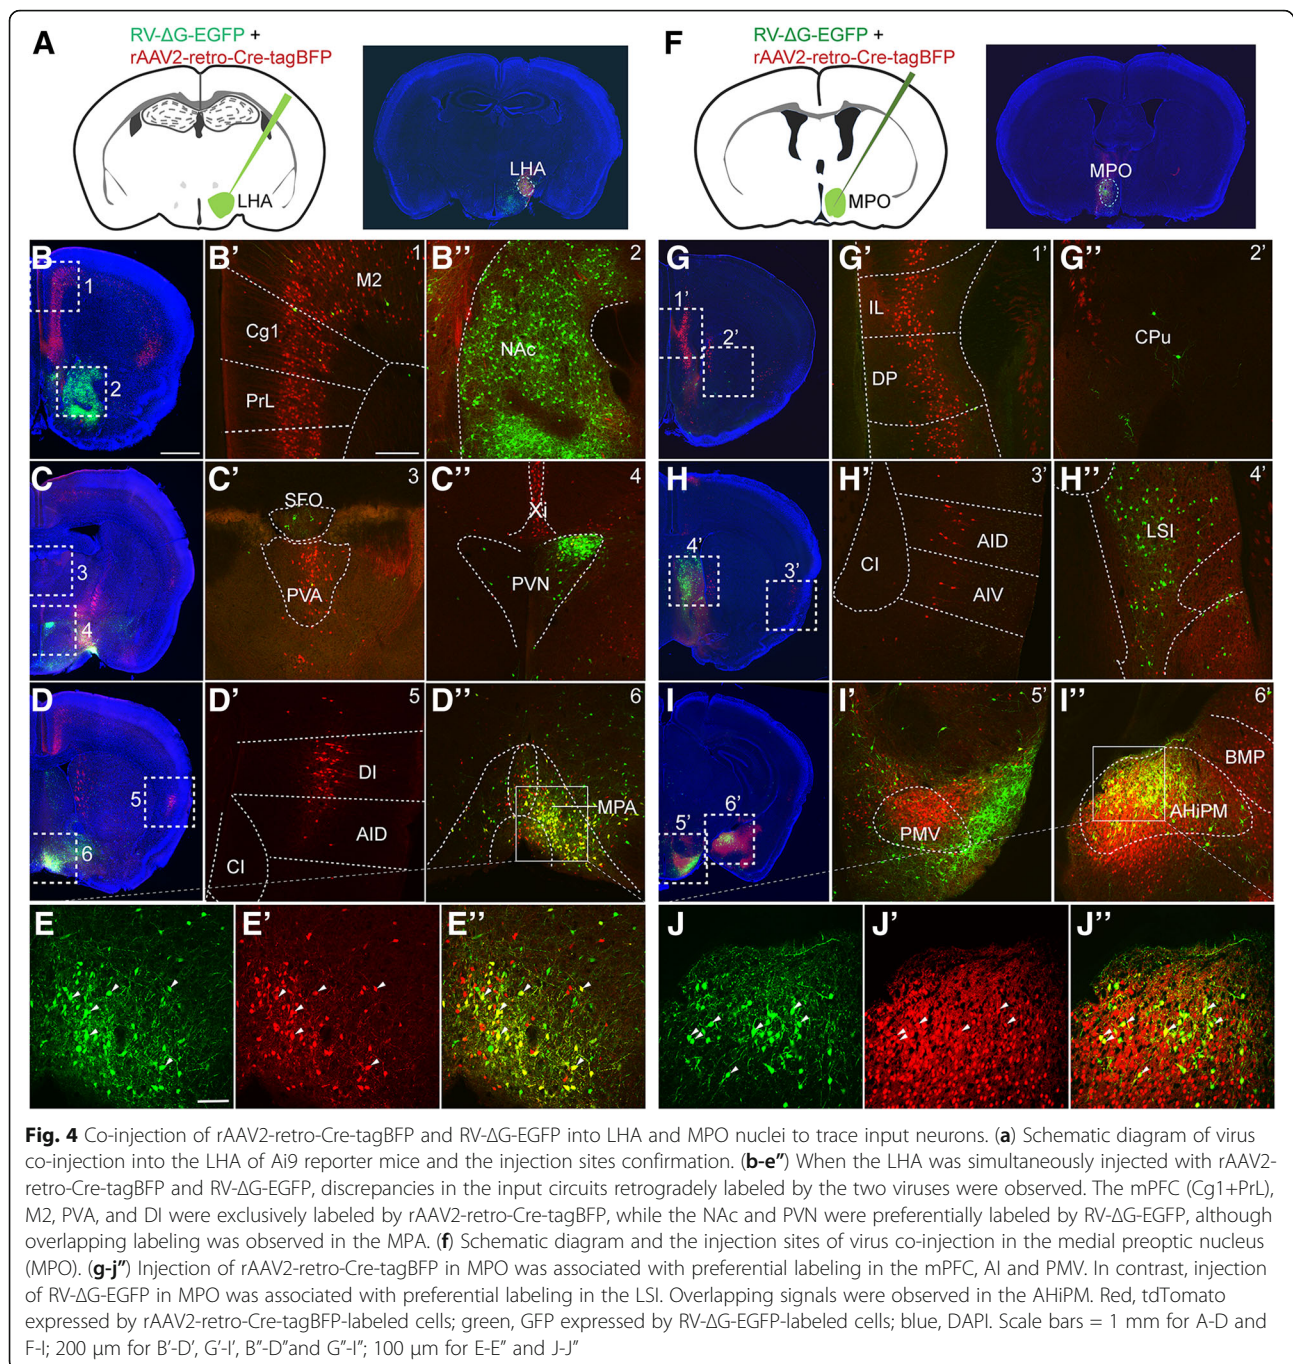 A
RV-ΔG-EGFP +
rAAV2-retro-Cre-tagBFP
LHA
LHA
F
RV-ΔG-EGFP +
rAAV2-retro-Cre-tagBFP
MPO
MPO
B
1
2
B’
1
M2
Cg1
PrL
B’’
2
NAc
G
1’
2’
G’
1’
IL
DP
G’’
2’
CPu
C
3
4
C’
3
SFO
PVA
C’’
4
Xi
PVN
H
4’
3’
H’
3’
AID
CI
AIV
H’’
4’
LSI
D
5
6
D’
5
DI
AID
CI
D’’
6
MPA
I
5’
6’
I’
5’
PMV
I’’
6’
BMP
AHiPM
E
E’
E’’
J
J’
J’’
Fig. 4 Co-injection of rAAV2-retro-Cre-tagBFP and RV-ΔG-EGFP into LHA and MPO nuclei to trace input neurons. (a) Schematic diagram of virus
co-injection into the LHA of Ai9 reporter mice and the injection sites confirmation. (b-e”) When the LHA was simultaneously injected with rAAV2-
retro-Cre-tagBFP and RV-ΔG-EGFP, discrepancies in the input circuits retrogradely labeled by the two viruses were observed. The mPFC (Cg1+PrL),
M2, PVA, and DI were exclusively labeled by rAAV2-retro-Cre-tagBFP, while the NAc and PVN were preferentially labeled by RV-ΔG-EGFP, although
overlapping labeling was observed in the MPA. (f) Schematic diagram and the injection sites of virus co-injection in the medial preoptic nucleus
(MPO). (g-j”) Injection of rAAV2-retro-Cre-tagBFP in MPO was associated with preferential labeling in the mPFC, AI and PMV. In contrast, injection
of RV-ΔG-EGFP in MPO was associated with preferential labeling in the LSI. Overlapping signals were observed in the AHiPM. Red, tdTomato
expressed by rAAV2-retro-Cre-tagBFP-labeled cells; green, GFP expressed by RV-ΔG-EGFP-labeled cells; blue, DAPI. Scale bars = 1 mm for A-D and
F-I; 200 μm for B’-D’, G’-I’, B”-D”and G”-I”; 100 μm for E-E” and J-J”